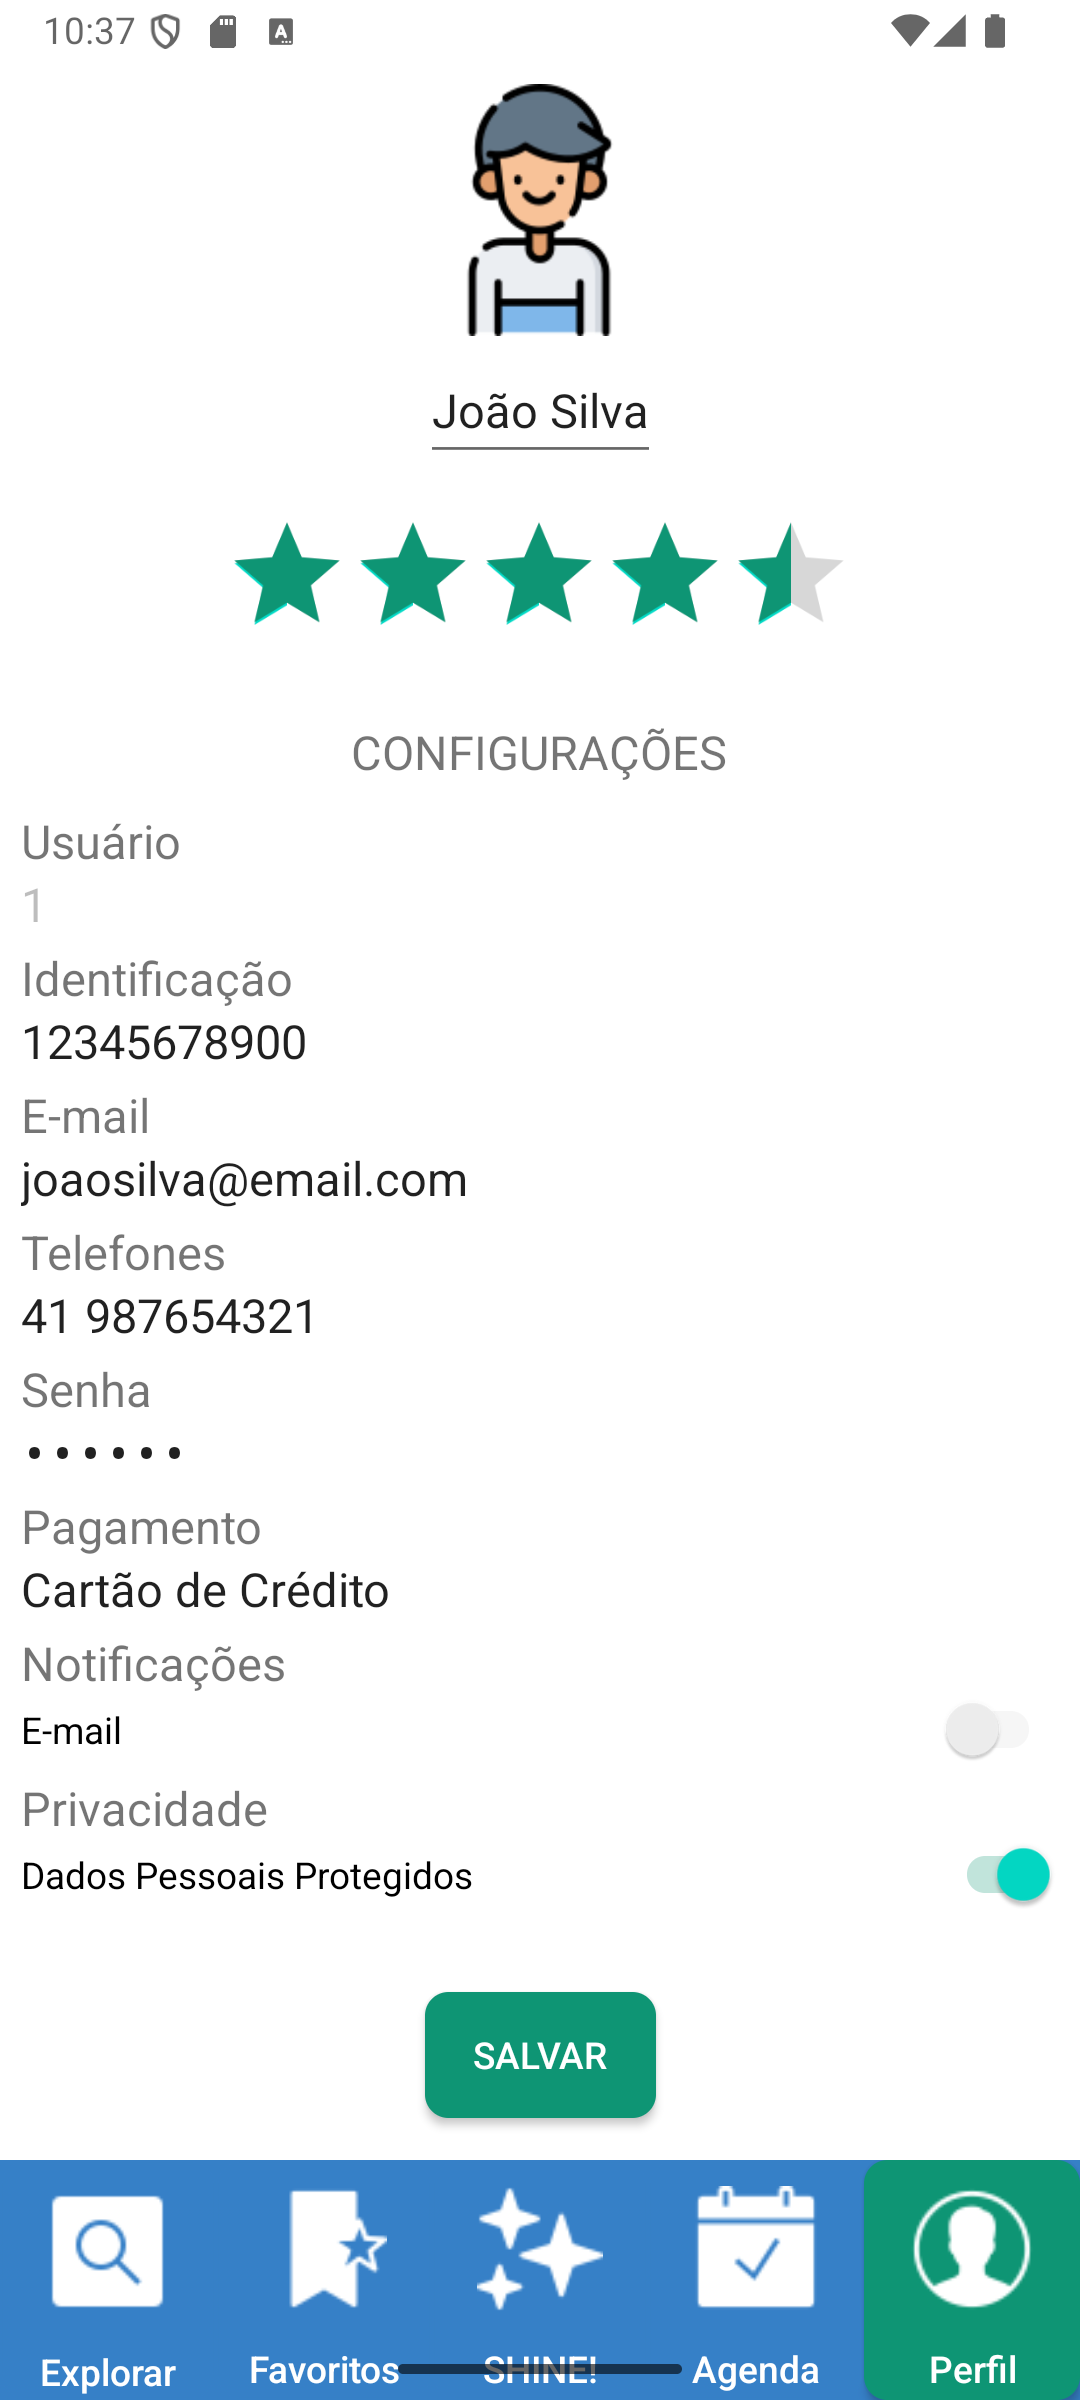 10:37
João Silva
CONFIGURAÇÕES
Usuário
1
Identificação
12345678900
E-mail
joaosilva@email.com
Telefones
41 987654321
Senha
••••••
Pagamento
Cartão de Crédito
Notificações
E-mail
Privacidade
Dados Pessoais Protegidos
SALVAR
Explorar Favoritos SHINE! Agenda Perfil